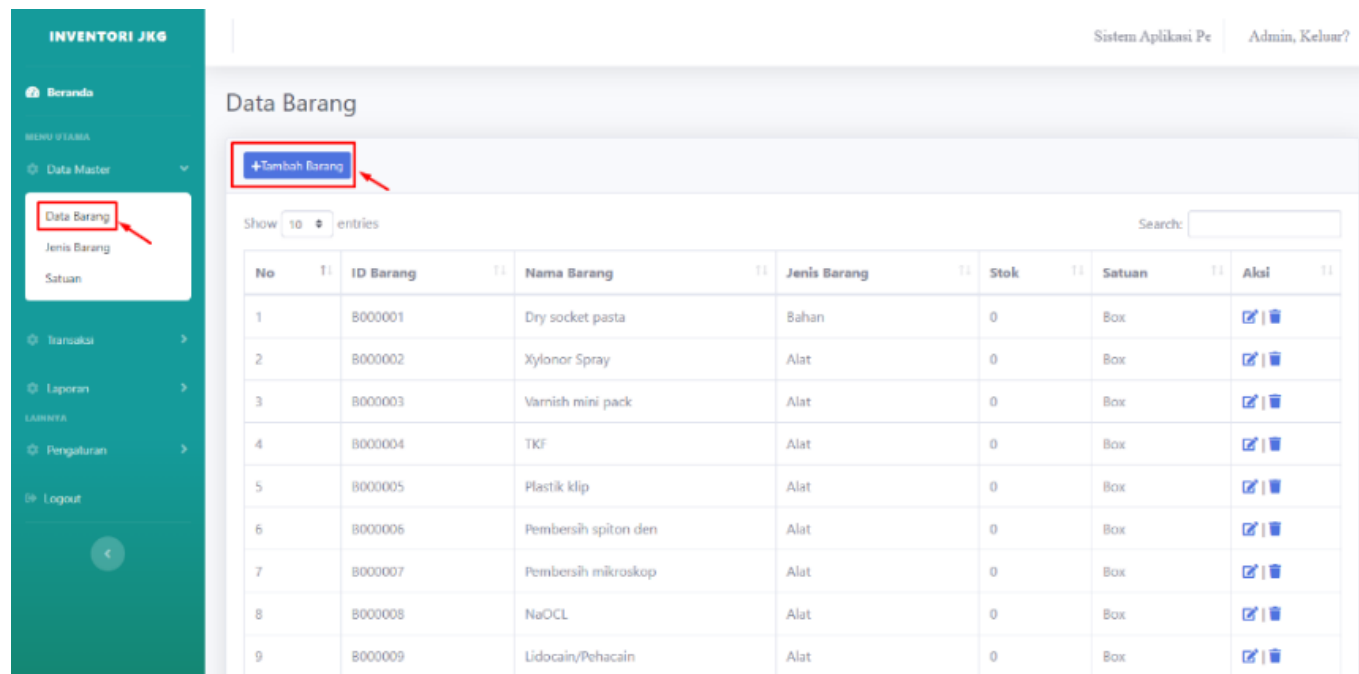 INVENTORI JKG
Sistem Aplikasi Pe
Admin, Keluar?
Beranda
MENU UTAMA
Data Master
Data Barang
Jenis Barang
Satuan
Transaksi
Laporan
LAINNYA
Pengaturan
Logout
Data Barang
+Tambah Barang
Show 10 entries
Search:
No ID Barang Nama Barang Jenis Barang Stok Satuan Aksi
1 B000001 Dry socket pasta Bahan 0 Box |
2 B000002 Xylonor Spray Alat 0 Box |
3 B000003 Varnish mini pack Alat 0 Box |
4 B000004 TKF Alat 0 Box |
5 B000005 Plastik klip Alat 0 Box |
6 B000006 Pembersih spiton den Alat 0 Box |
7 B000007 Pembersih mikroskop Alat 0 Box |
8 B000008 NaOCL Alat 0 Box |
9 B000009 Lidocain/Pehacain Alat 0 Box |